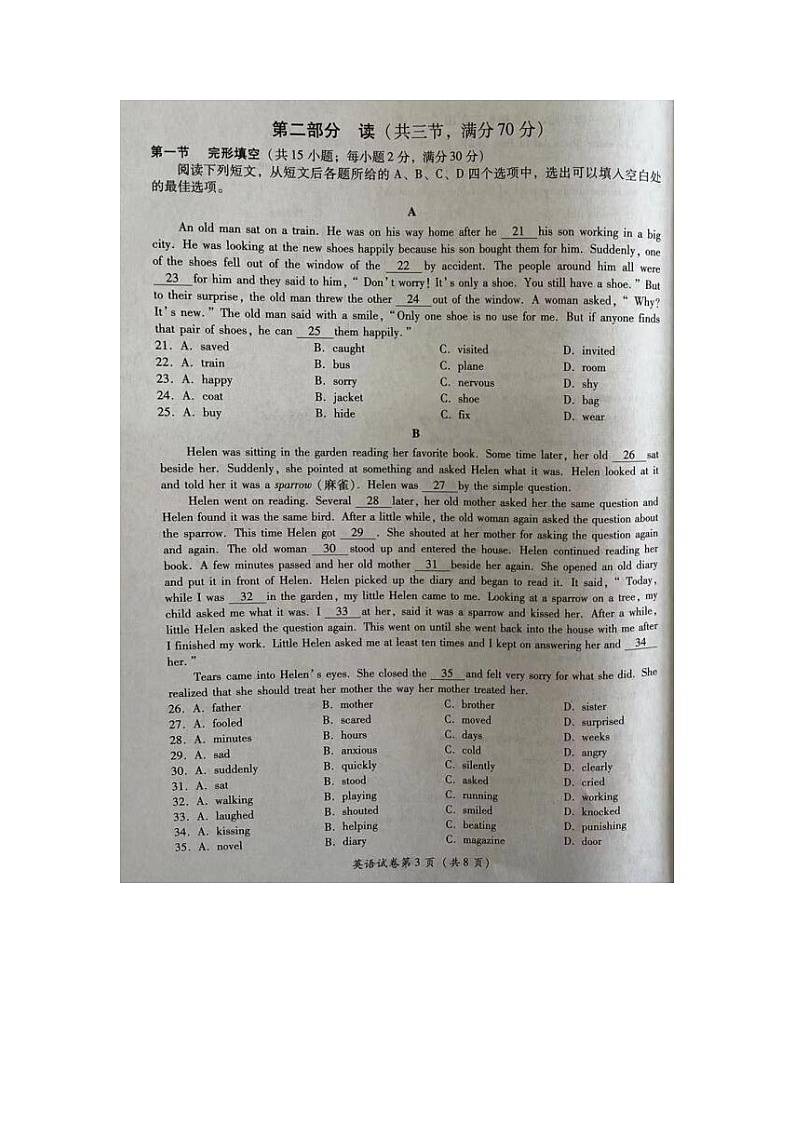 第二部分 读(共三节，满分70分)
第一节 完形填空(共15小题；每小题2分，满分30分)
阅读下列短文，从短文后各题所给的 A、B、C、D 四个选项中，选出可以填入空白处
的最佳选项。
A
An old man sat on a train. He was on his way home after he 21 his son working in a big
city. He was looking at the new shoes happily because his son bought them for him. Suddenly, one
of the shoes fell out of the window of the 22 by accident. The people around him all were
23 for him and they said to him, "Don't worry! It's only a shoe. You still have a shoe." But
to their surprise, the old man threw the other 24 out of the window. A woman asked, "Why?
It's new." The old man said with a smile, "Only one shoe is no use for me. But if anyone finds
that pair of shoes, he can 25 them happily."
21. A. saved B. caught C. visited D. invited
22. A. train B. bus C. plane D. room
23. A. happy B. sorry C. nervous D. shy
24. A. coat B. jacket C. shoe D. bag
25. A. buy B. hide C. fix D. wear
B
Helen was sitting in the garden reading her favorite book. Some time later, her old 26 sat
beside her. Suddenly, she pointed at something and asked Helen what it was. Helen looked at it
and told her it was a sparrow (麻雀). Helen was 27 by the simple question.
Helen went on reading. Several 28 later, her old mother asked her the same question and
Helen found it was the same bird. After a little while, the old woman again asked the question about
the sparrow. This time Helen got 29 . She shouted at her mother for asking the question again
and again. The old woman 30 stood up and entered the house. Helen continued reading her
book. A few minutes passed and her old mother 31 beside her again. She opened an old diary
and put it in front of Helen. Helen picked up the diary and began to read it. It said, "Today,
while I was 32 in the garden, my little Helen came to me. Looking at a sparrow on a tree, my
child asked me what it was. I 33 at her, said it was a sparrow and kissed her. After a while,
little Helen asked the question again. This went on until she went back into the house with me after
I finished my work. Little Helen asked me at least ten times and I kept on answering her and 34
her."
Tears came into Helen's eyes. She closed the 35 and felt very sorry for what she did. She
realized that she should treat her mother the way her mother treated her.
26. A. father B. mother C. brother D. sister
27. A. fooled B. scared C. moved D. surprised
28. A. minutes B. hours C. days D. weeks
29. A. sad B. anxious C. cold D. angry
30. A. suddenly B. quickly C. silently D. clearly
31. A. sat B. stood C. asked D. cried
32. A. walking B. playing C. running D. working
33. A. laughed B. shouted C. smiled D. knocked
34. A. kissing B. helping C. beating D. punishing
35. A. novel B. diary C. magazine D. door
英语试卷第3页(共8页)